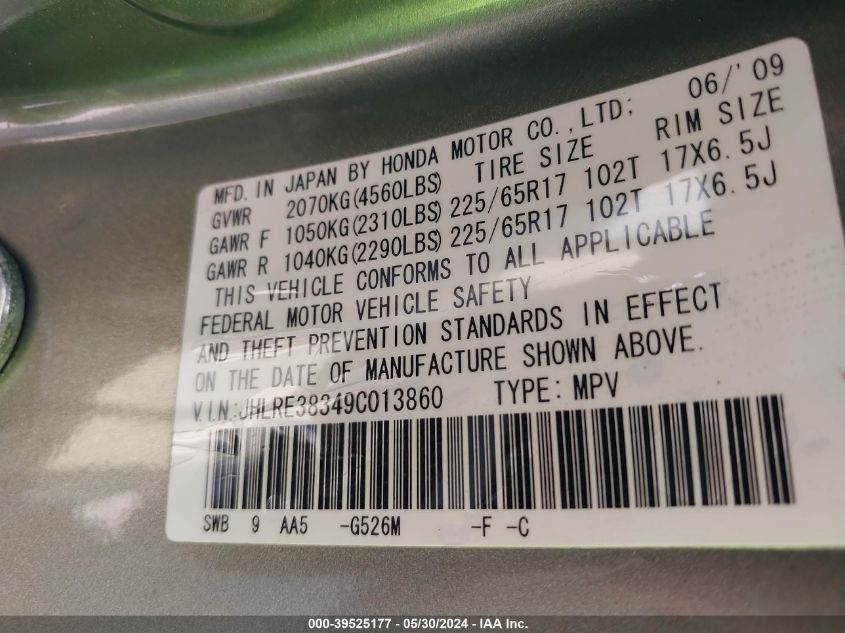 06/'09
MFD. IN JAPAN BY HONDA MOTOR CO.,LTD;
GVWR 2070KG(4560LBS) TIRE SIZE RIM SIZE
GAWR F 1050KG(2310LBS) 225/65R17 102T 17X6.5J
GAWR R 1040KG(2290LBS) 225/65R17 102T 17X6.5J
THIS VEHICLE CONFORMS TO ALL APPLICABLE
FEDERAL MOTOR VEHICLE SAFETY
AND THEFT PREVENTION STANDARDS IN EFFECT
ON THE DATE OF MANUFACTURE SHOWN ABOVE.
V.I.N.:JHLRE38349C013860 TYPE: MPV
SWB 9 AA5 -G526M -F -C
000-39525177 - 05/30/2024 - IAA Inc.